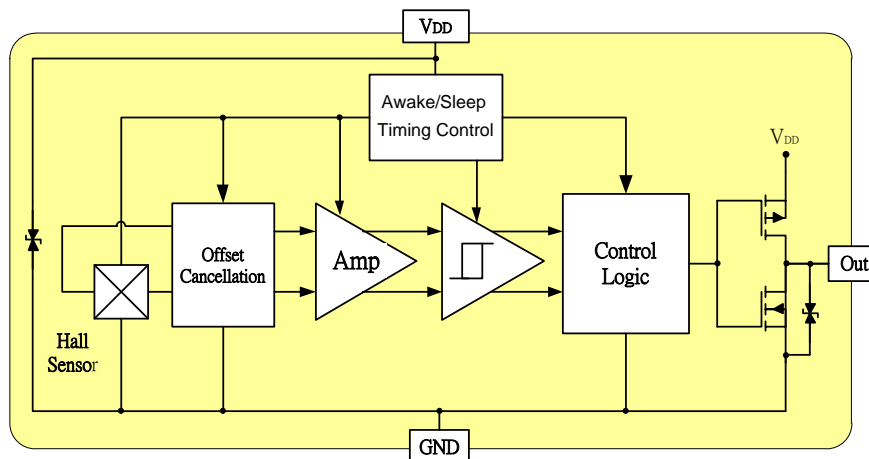 VDD
Awake/Sleep
Timing Control
VDD
Offset
Cancellation
Amp
Control
Logic
Out
Hall
Sensor
GND